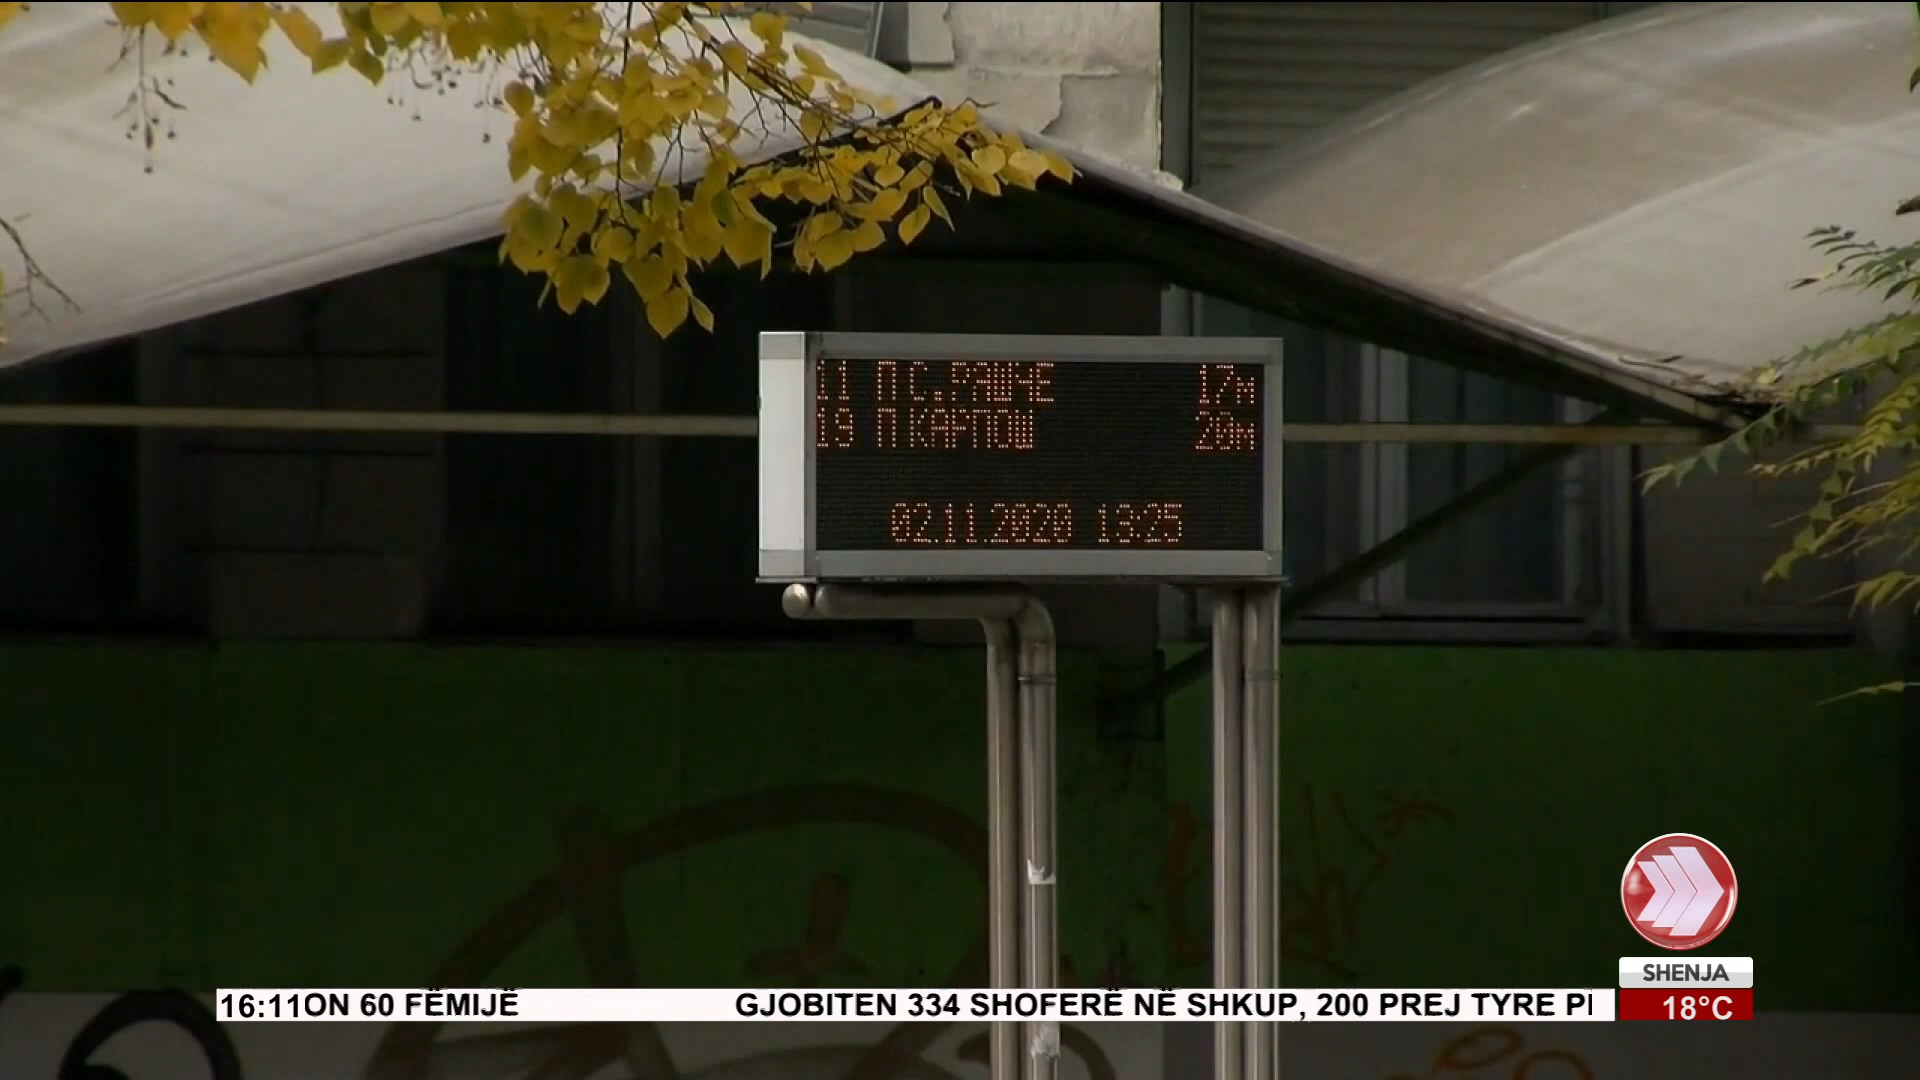 11 П С.РАШЧЕ 17м
19 П КАРПОШ 20м
02.11.2020 13:25
SHENJA
16:11 ON 60 FËMIJË GJOBITEN 334 SHOFERË NË SHKUP, 200 PREJ TYRE
18°C